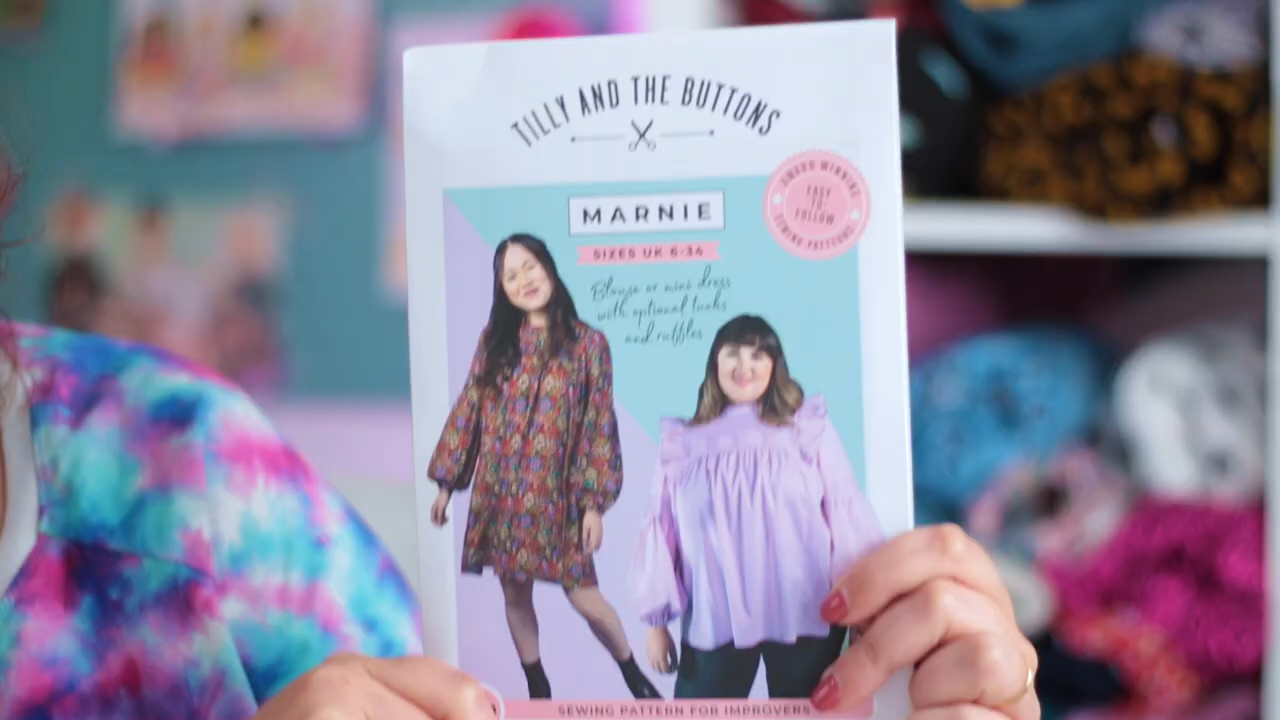 TILLY AND THE BUTTONS
MARNIE
SIZES UK 6-34
Blouse or mini dress
with optional tucks
and ruffles
AWARD WINNING
EASY
TO
FOLLOW
SEWING PATTERNS
SEWING PATTERN FOR IMPROVERS